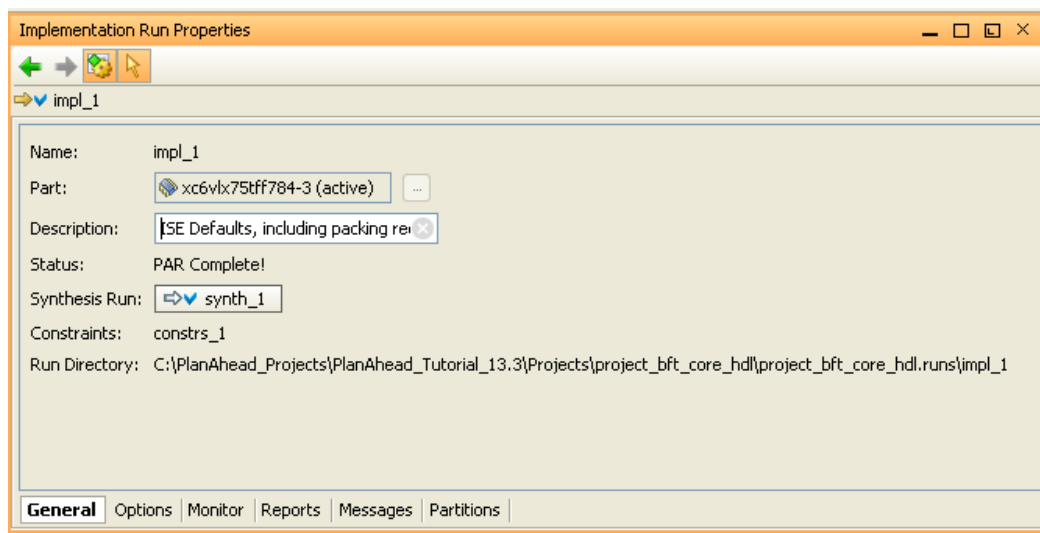 Implementation Run Properties
impl_1
Name: impl_1
Part: xc6vlx75tff784-3 (active) ...
Description: ISE Defaults, including packing
Status: PAR Complete!
Synthesis Run: synth_1
Constraints: constrs_1
Run Directory: C:\PlanAhead_Projects\PlanAhead_Tutorial_13.3\Projects\project_bft_core_hdl\project_bft_core_hdl.runs\impl_1
General Options Monitor Reports Messages Partitions